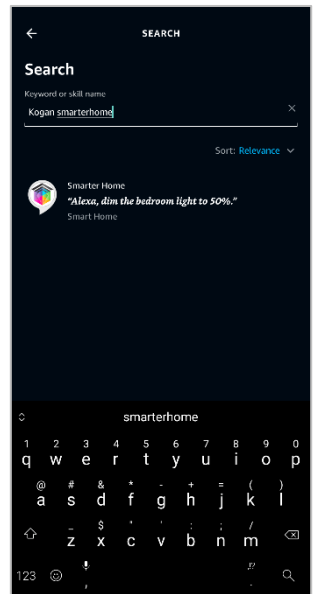 SEARCH
Search
Keyword or skill name
Kogan smarterhome
Sort: Relevance
Smarter Home
“Alexa, dim the bedroom light to 50%.”
Smart Home
smarterhome
1 2 3 4 5 6 7 8 9 0
q w e r t y u i o p
@ # & * - + = ( )
a s d f g h j k l
_ $ " ' : ; /
z x c v b n m
123
, .